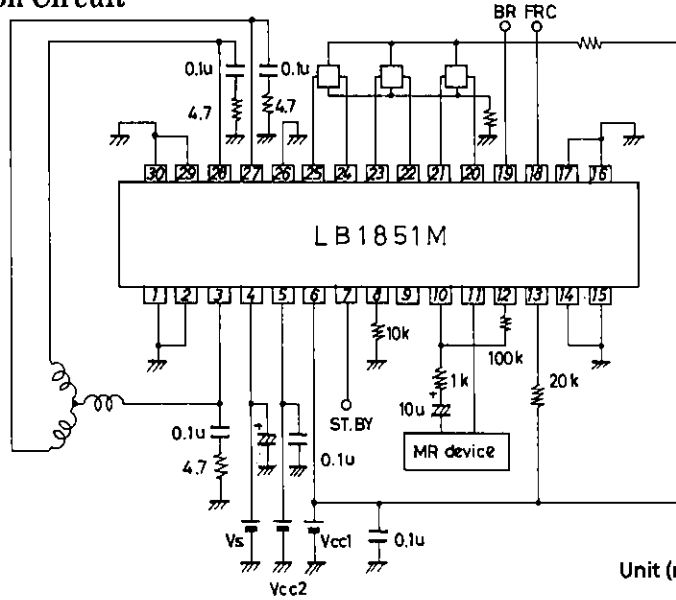 on Circuit
BR FRC
0.1u 0.1u
4.7 4.7
30 29 28 27 26 25 24 23 22 21 20 19 18 17 16
LB1851M
1 2 3 4 5 6 7 8 9 10 11 12 13 14 15
10k
100k
1k
20k
+
10u
ST.BY
MR device
0.1u
+
0.1u
4.7
Vs
Vcc1
0.1u
Vcc2
Unit (r